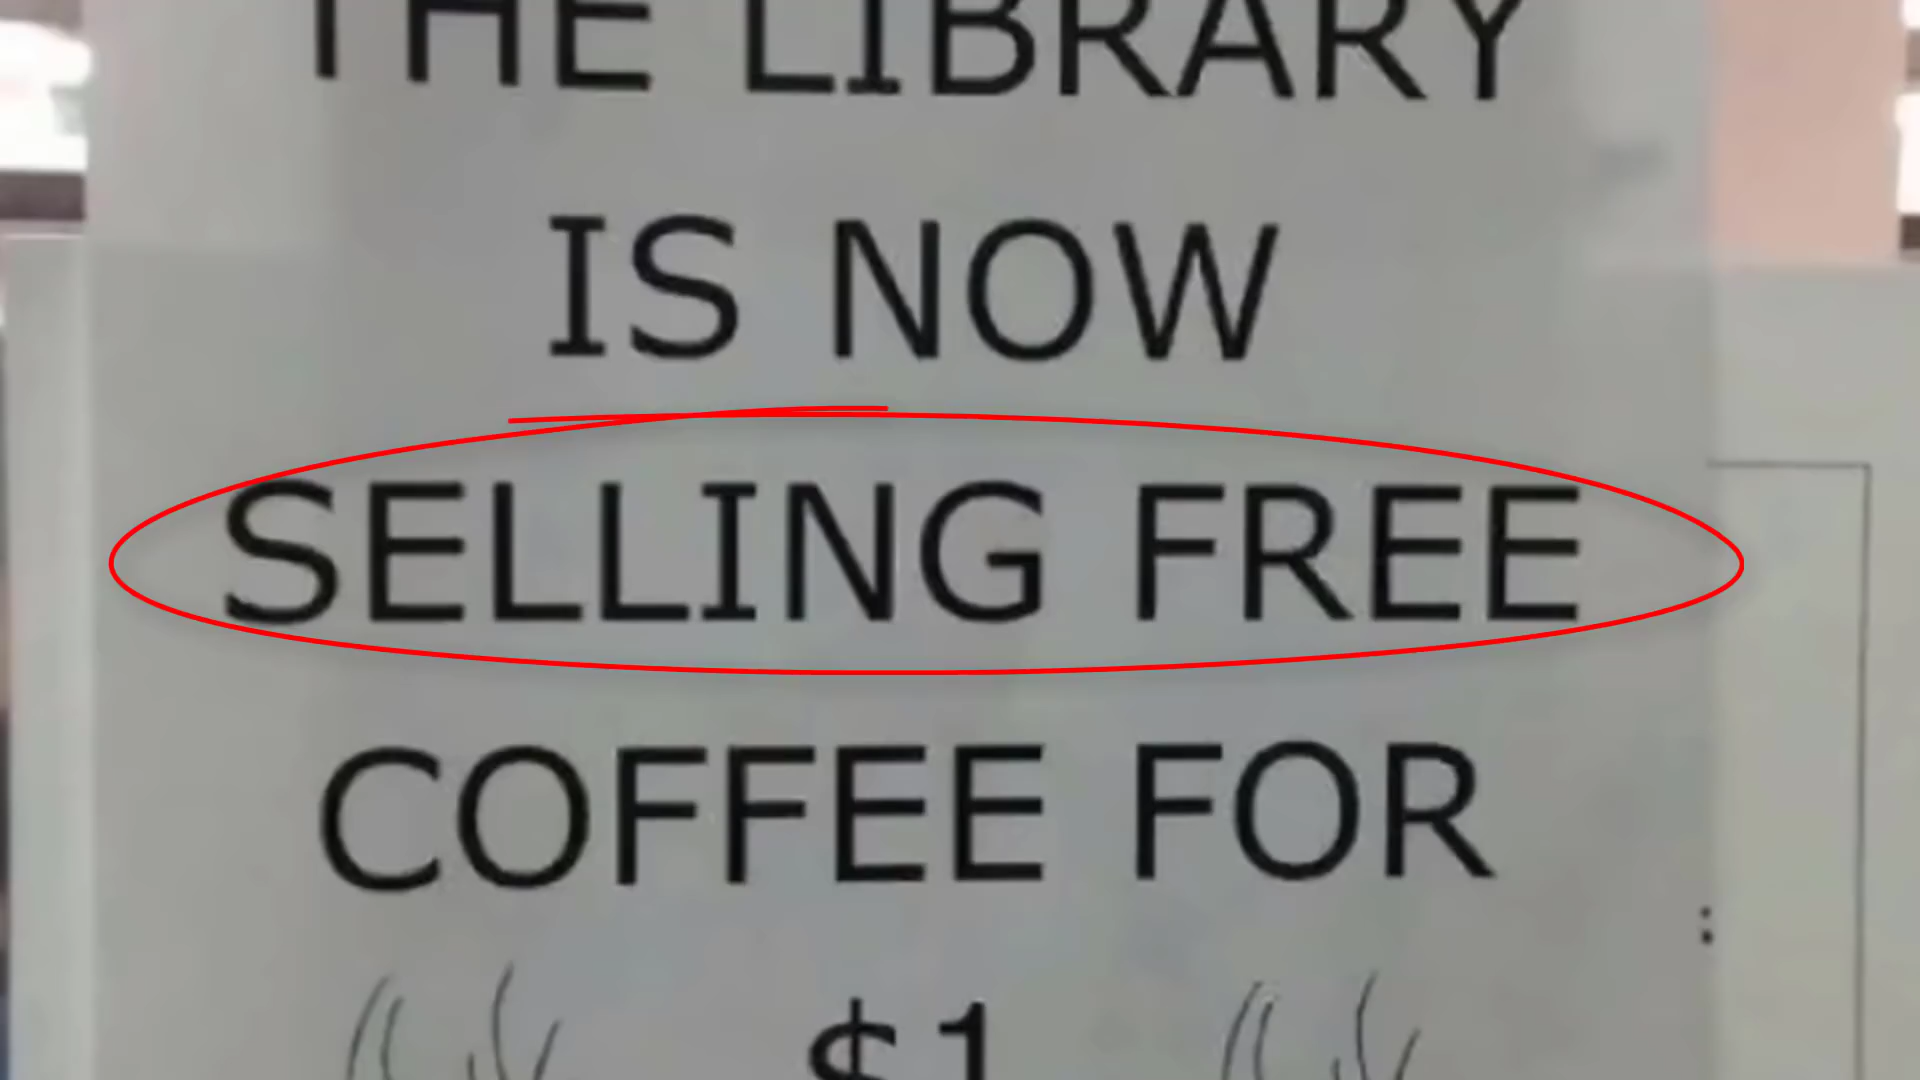 THE LIBRARY
IS NOW
SELLING FREE
COFFEE FOR
$1
: